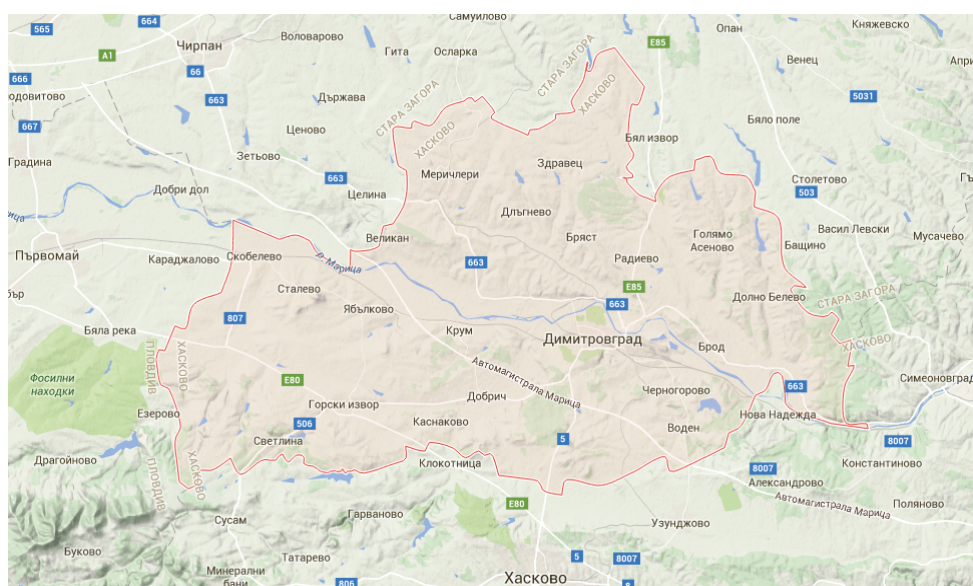 Самуилово
565
664
Чирпан
Воловарово
Гита
Осларка
E85
Опан
Княжевско
A1
66
Венец
666
одовитово
663
Държава
СТАРА ЗАГОРА
СТАРА ЗАГОРА
ХАСКОВО
5031
667
Ценово
ХАСКОВО
Бял извор
Бяло поле
Градина
Зетьово
663
Меричлери
Здравец
Столетово
503
Добри дол
Целина
Длъгнево
Великан
Бряст
Голямо
Асеново
Васил Левски
Мусачево
Бащино
Първомай
Караджалово
Скобелево
р. Марица
663
Радиево
E85
Сталево
Ябълково
663
Долно Белево
СТАРА ЗАГОРА
ХАСКОВО
807
Бяла река
Крум
Димитровград
Брод
ПЛОВДИВ
ХАСКОВО
Фосилни
находки
E80
Автомагистрала Марица
663
Симеоновград
Черногорово
Добрич
Горски извор
Езерово
506
Каснаково
Нова Надежда
Светлина
5
Воден
8007
Драгойново
ПЛОВДИВ
ХАСКОВО
Клокотница
8007
Константиново
Александрово
E80
Автомагистрала Марица
Поляново
Сусам
Гарваново
Узунджово
Буково
Татарево
5
8007
Минерални
бани
806
Хасково